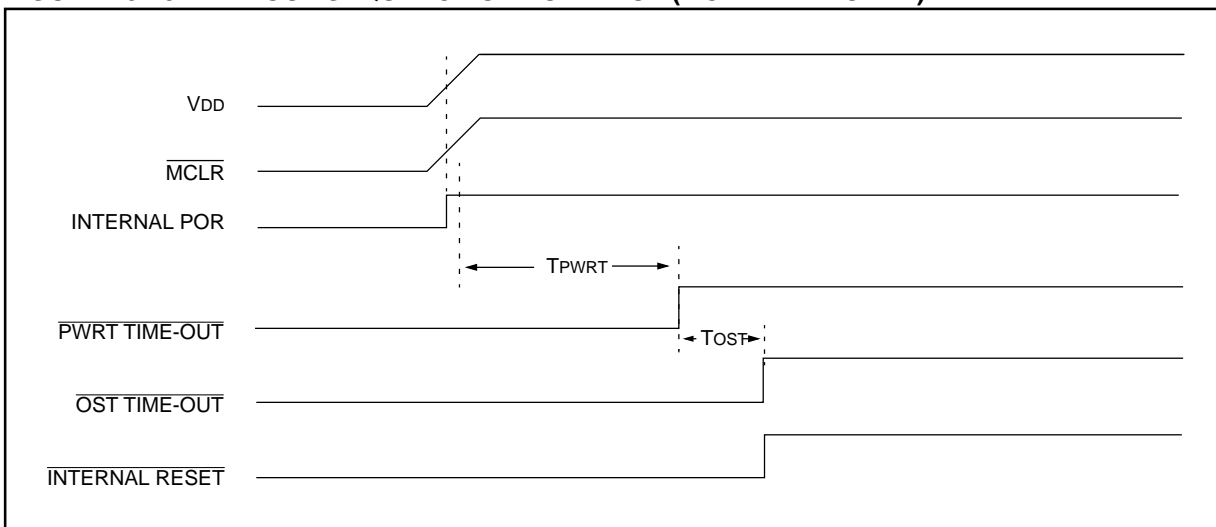 VDD
MCLR
INTERNAL POR
TPWRT
PWRT TIME-OUT
TOST
OST TIME-OUT
INTERNAL RESET